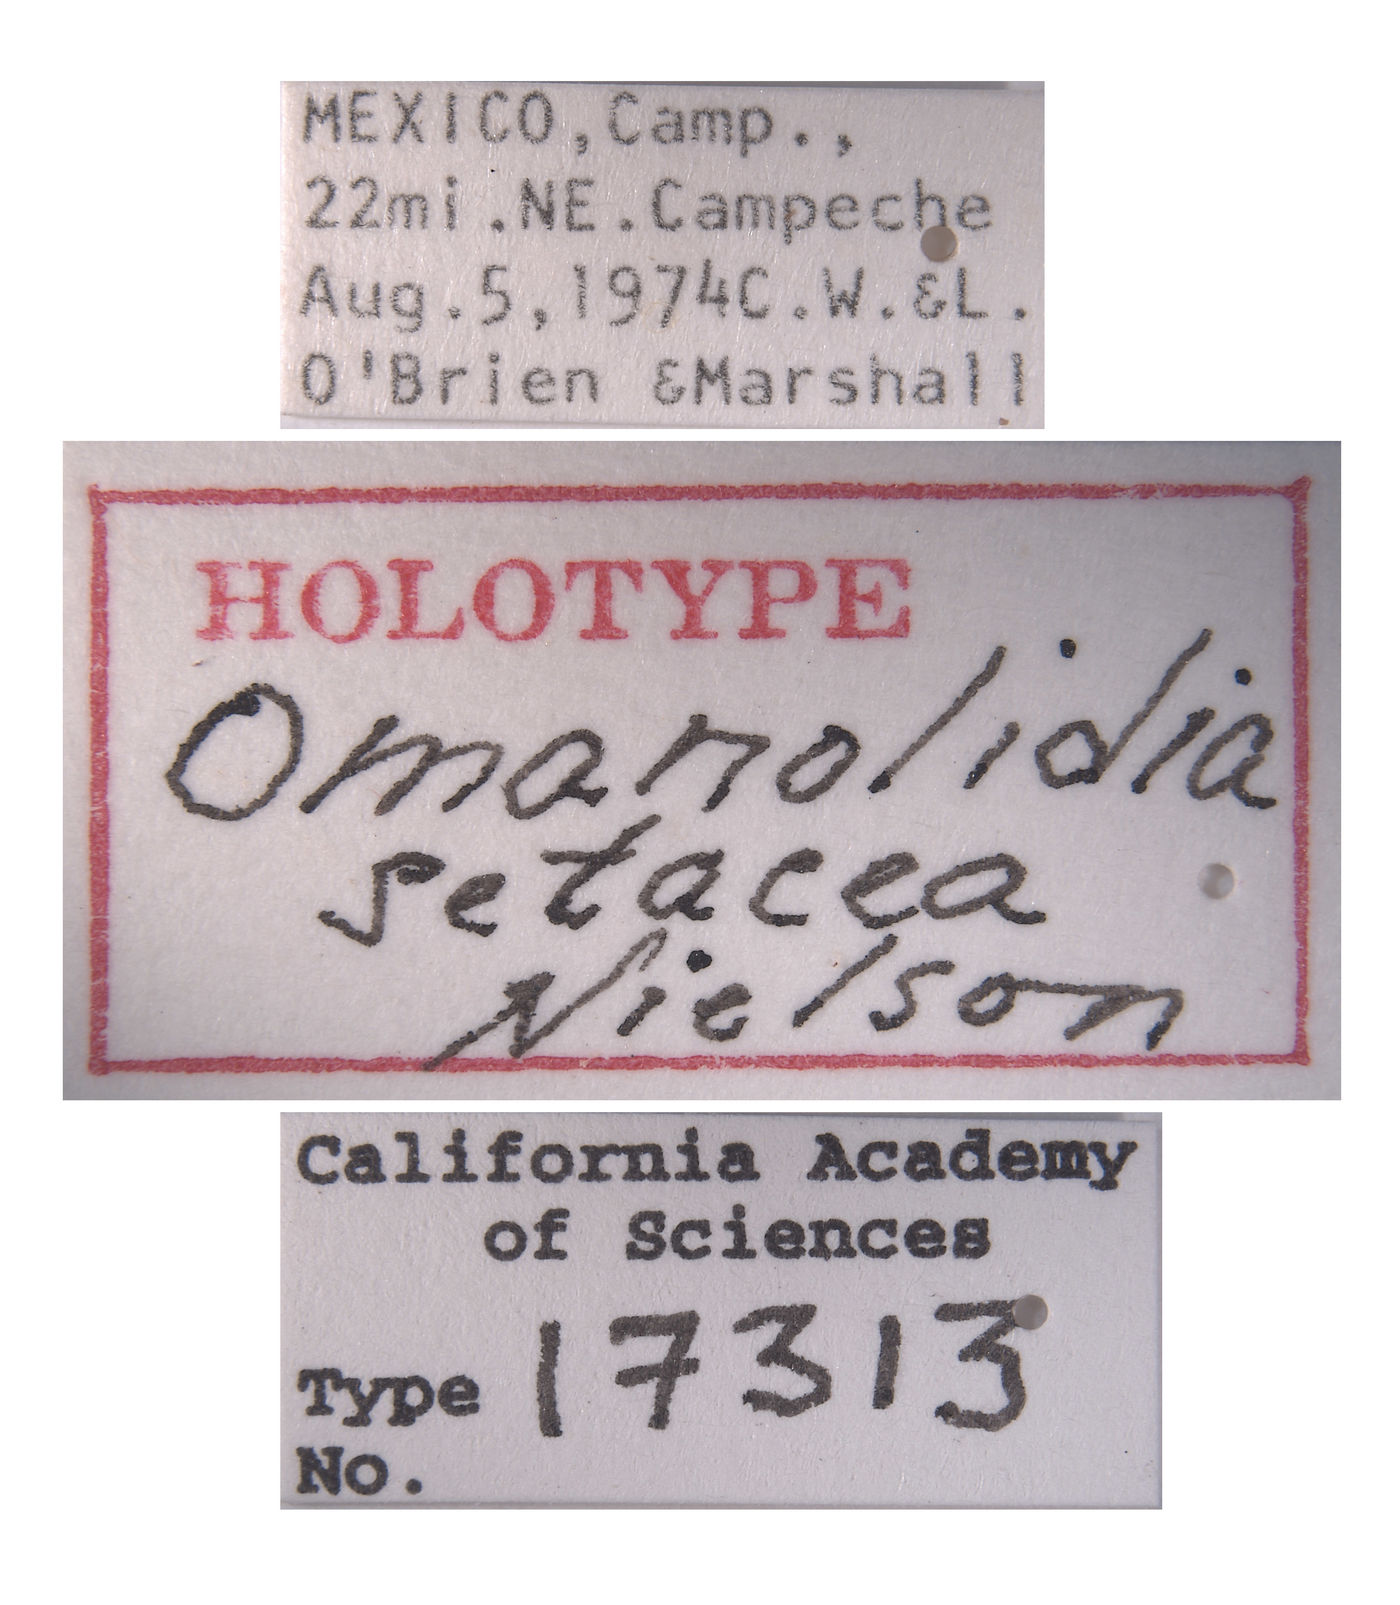 MEXICO,Camp.,
22mi.NE.Campeche
Aug.5,1974C.W.&L.
O'Brien &Marshall
HOLOTYPE
Omanolidia
setacea
Nielson
California Academy
of Sciences
Type 17313
No.